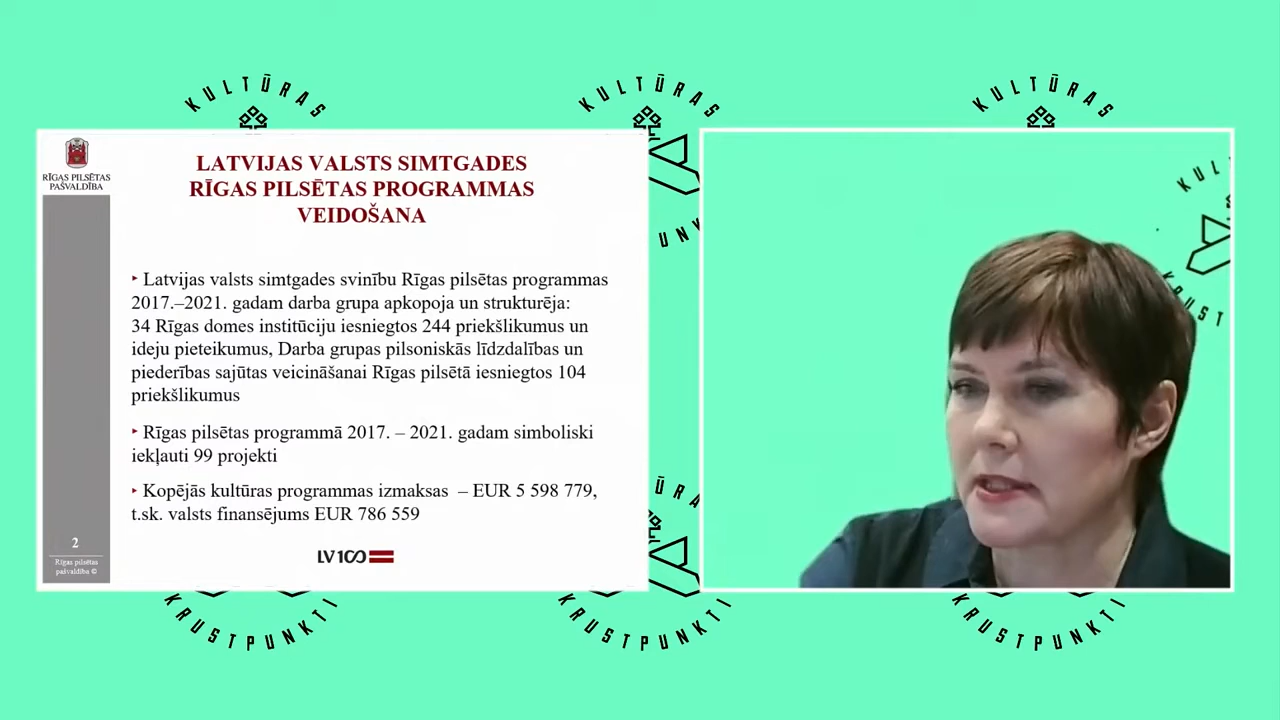 KULTŪRAS
KULTŪRAS
KULTŪRAS
RĪGAS PILSĒTAS
PAŠVALDĪBA
LATVIJAS VALSTS SIMTGADES
RĪGAS PILSĒTAS PROGRAMMAS
VEIDOŠANA
‣ Latvijas valsts simtgades svinību Rīgas pilsētas programmas
2017.–2021. gadam darba grupa apkopoja un strukturēja:
34 Rīgas domes institūciju iesniegtos 244 priekšlikumus un
ideju pieteikumus, Darba grupas pilsoniskās līdzdalības un
piederības sajūtas veicināšanai Rīgas pilsētā iesniegtos 104
priekšlikumus
‣ Rīgas pilsētas programmā 2017. – 2021. gadam simboliski
iekļauti 99 projekti
‣ Kopējās kultūras programmas izmaksas – EUR 5 598 779,
t.sk. valsts finansējums EUR 786 559
2
Rīgas pilsētas
pašvaldība ©
LV100
KRUSTPUNKTI
KRUSTPUNKTI
KRUSTPUNKTI